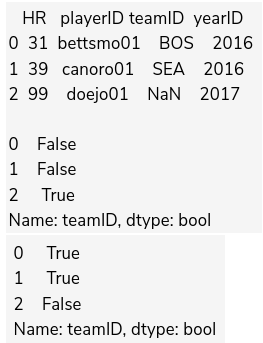 HR playerID teamID yearID
0 31 bettsmo01 BOS 2016
1 39 canoro01 SEA 2016
2 99 doejo01 NaN 2017
0 False
1 False
2 True
Name: teamID, dtype: bool
0 True
1 True
2 False
Name: teamID, dtype: bool